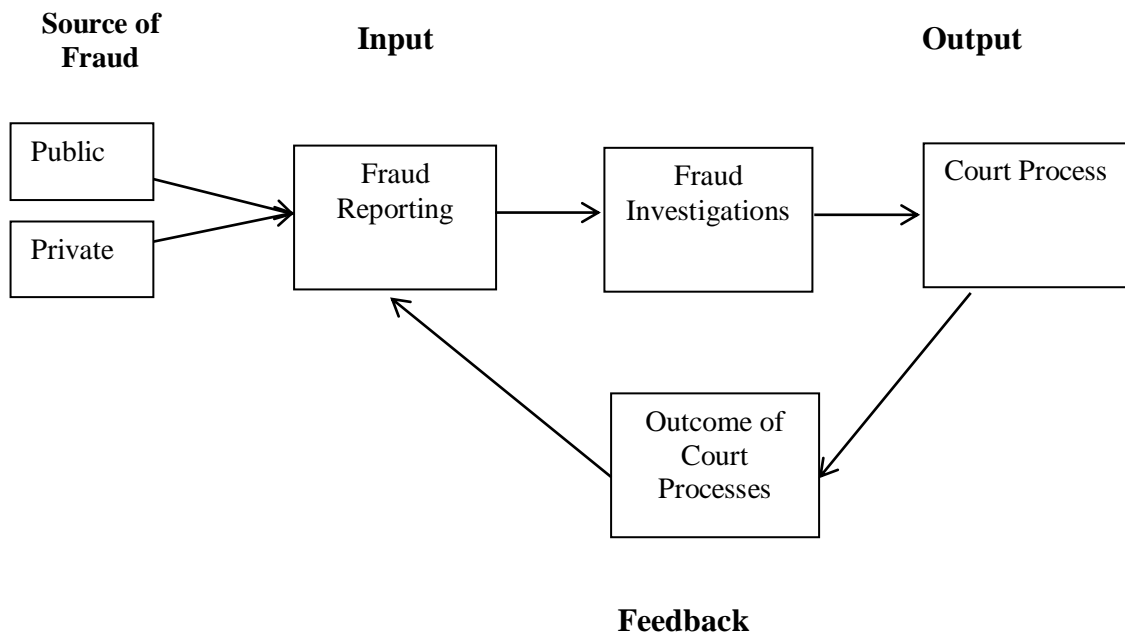 Source of
Fraud
Input
Output
Public
Private
Fraud
Reporting
Fraud
Investigations
Court Process
Outcome of
Court
Processes
Feedback